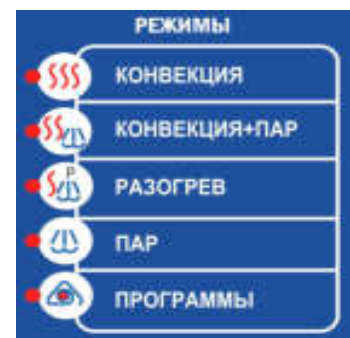 РЕЖИМЫ
КОНВЕКЦИЯ
КОНВЕКЦИЯ+ПАР
P
РАЗОГРЕВ
ПАР
ПРОГРАММЫ